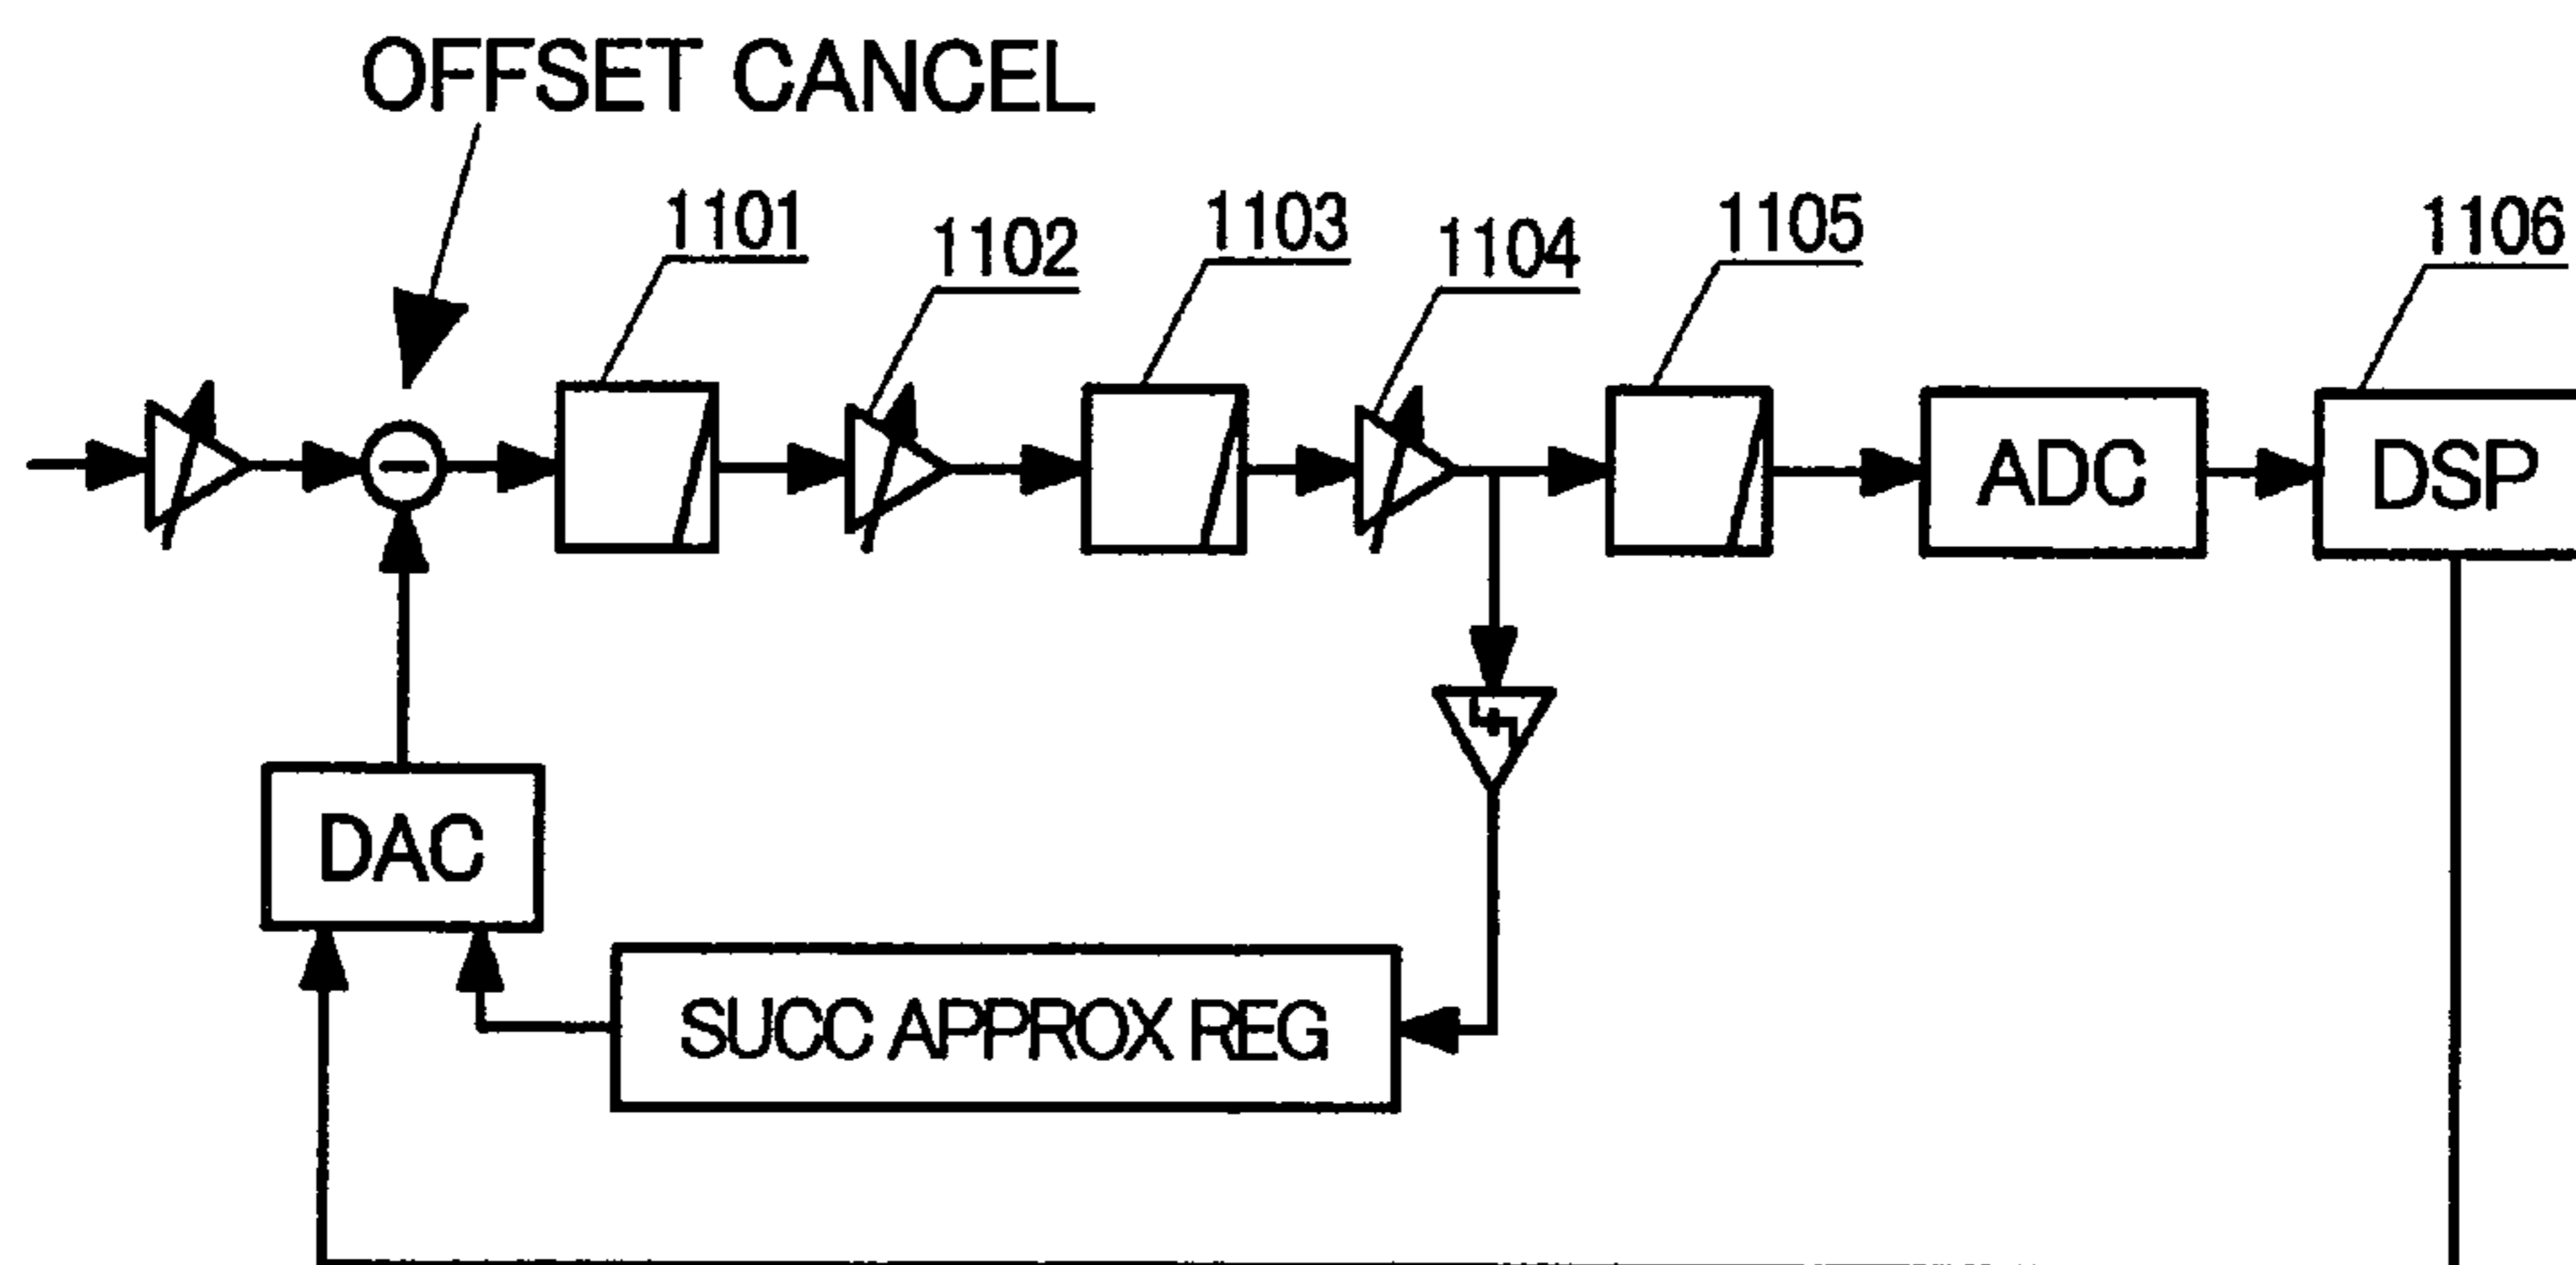 OFFSET CANCEL
1101
1102
1103
1104
1105
1106
ADC
DSP
DAC
SUCC APPROX REG